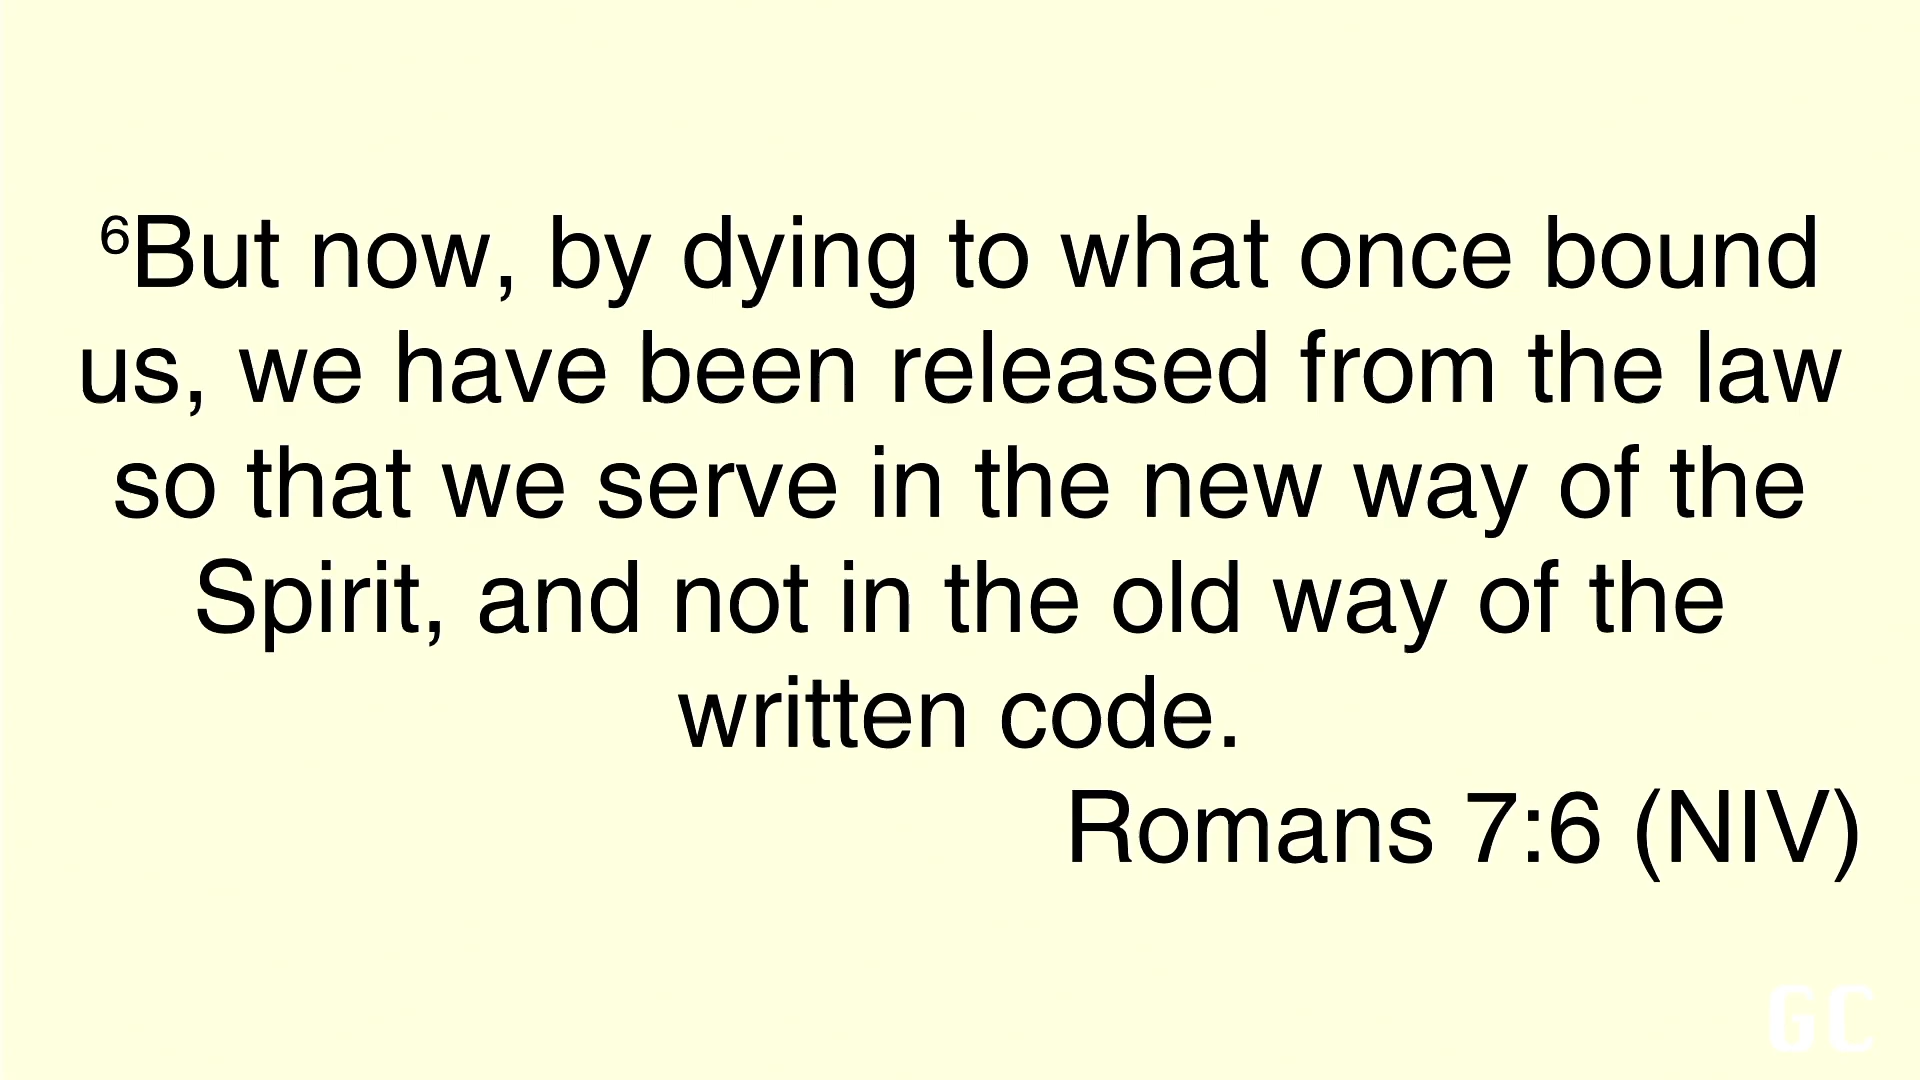 ⁶But now, by dying to what once bound
us, we have been released from the law
so that we serve in the new way of the
Spirit, and not in the old way of the
written code.
Romans 7:6 (NIV)
GC